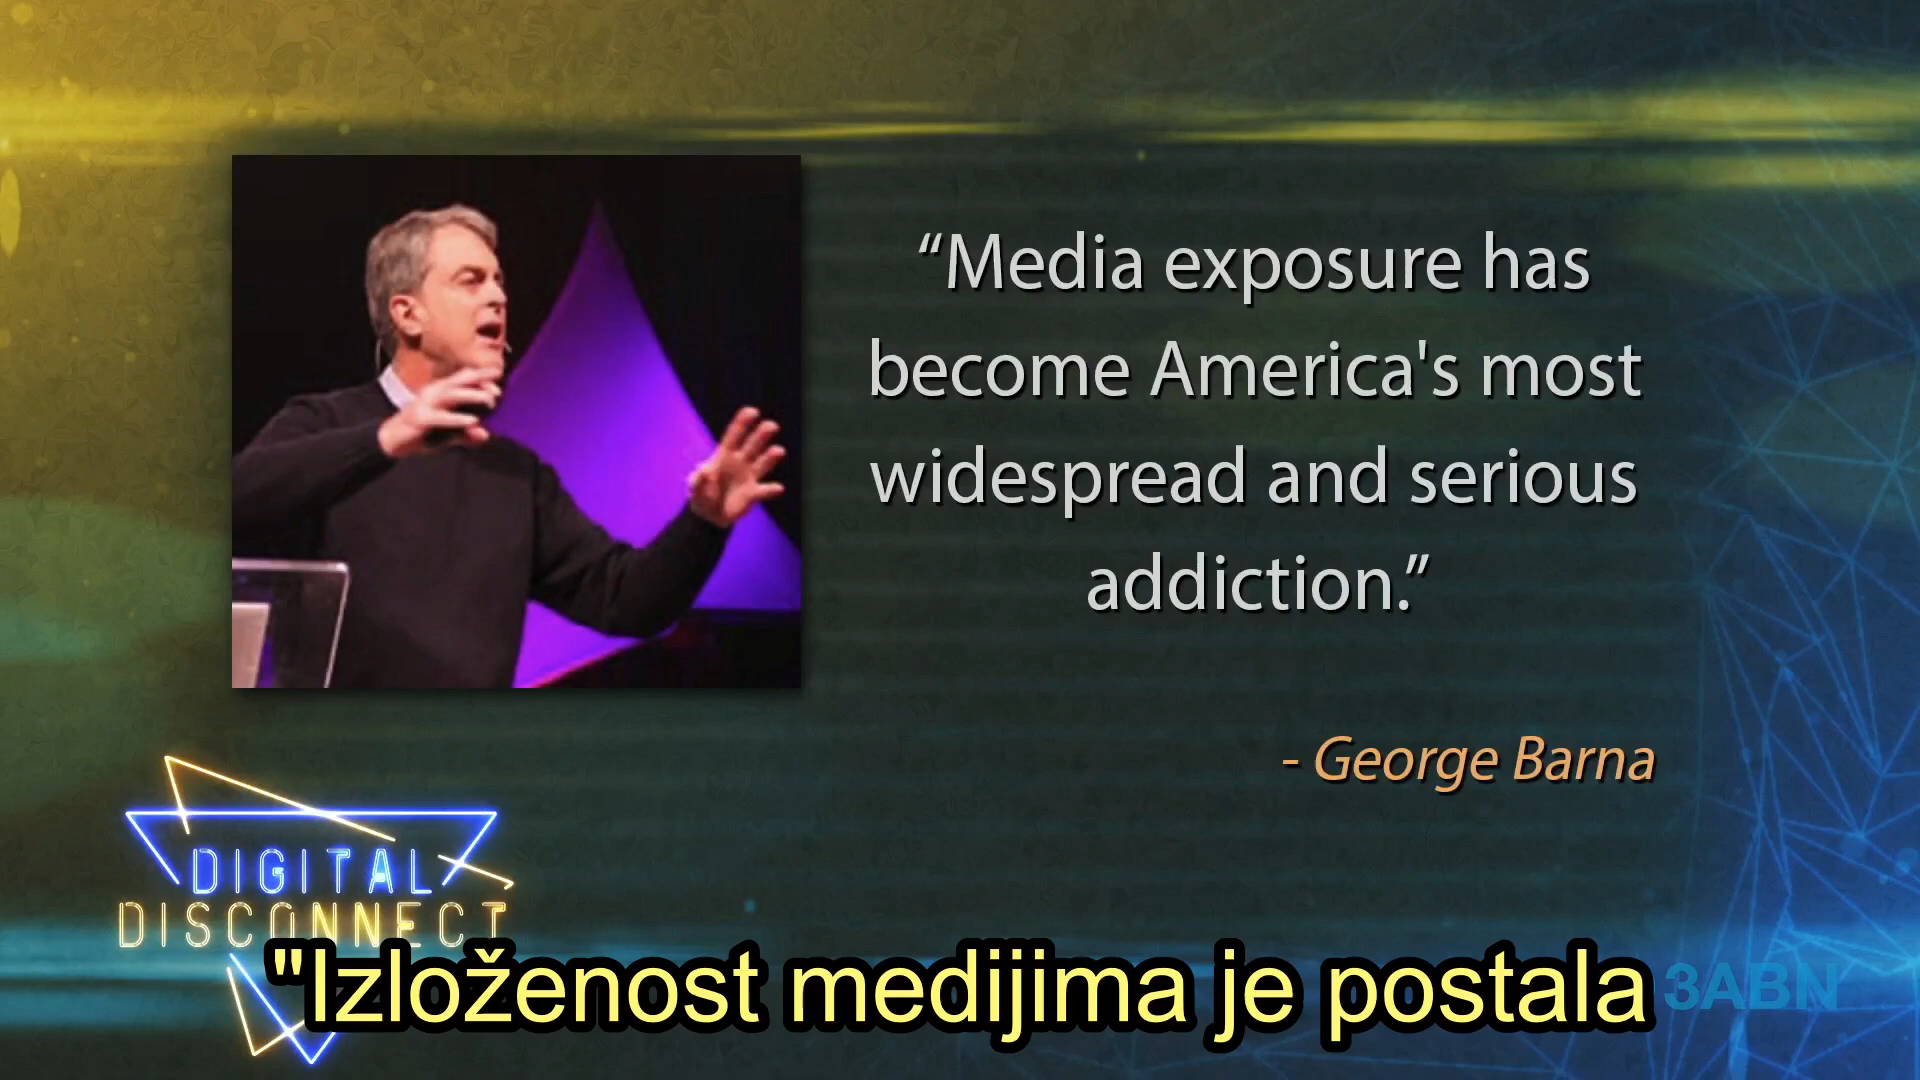 “Media exposure has
become America's most
widespread and serious
addiction.”
- George Barna
DIGITAL
DISCONNECT
"Izloženost medijima je postala
3ABN